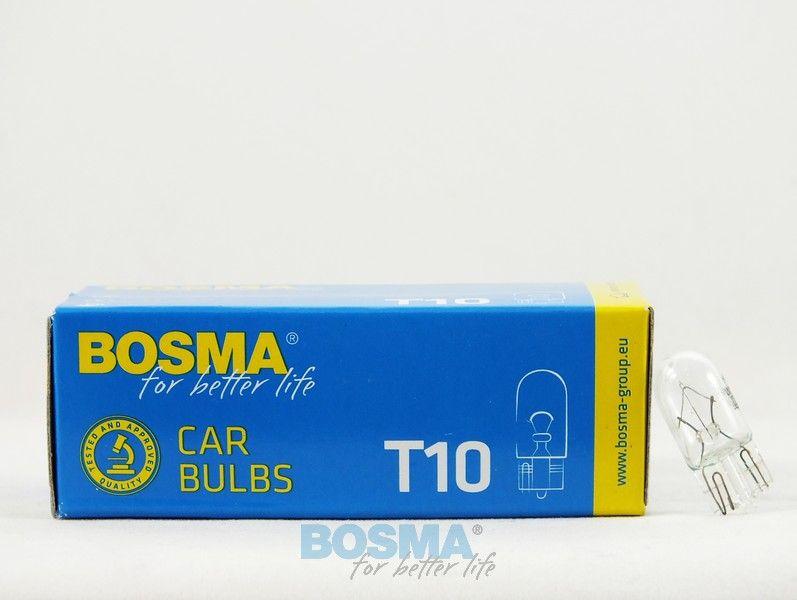 T10
BOSMA®
for better life
TESTED AND APPROVED
QUALITY
CAR
BULBS
T10
www.bosma-group.eu
BOSMA®
for better life